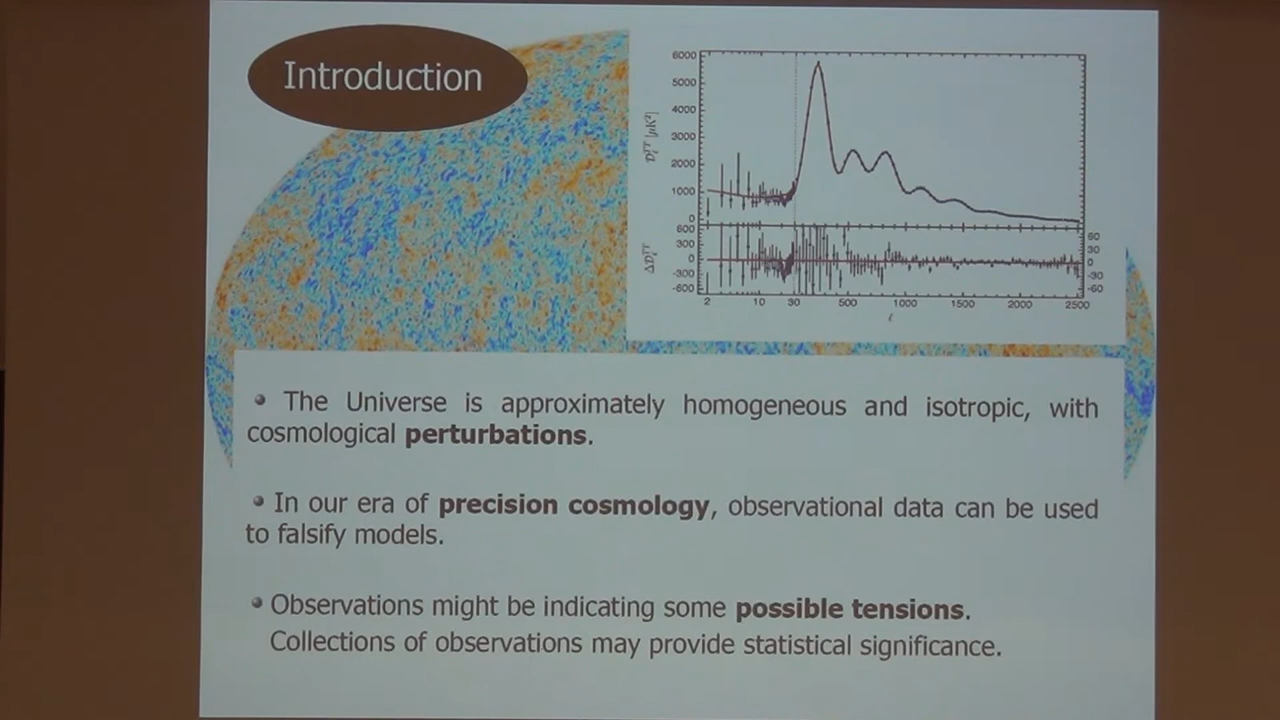 Introduction
6000
5000
4000
3000
2000
1000
0
600
300
0
-300
-600
60
30
0
-30
-60
2 10 30 500 1000 1500 2000 2500
ℓ
• The Universe is approximately homogeneous and isotropic, with
cosmological perturbations.
• In our era of precision cosmology, observational data can be used
to falsify models.
• Observations might be indicating some possible tensions.
Collections of observations may provide statistical significance.